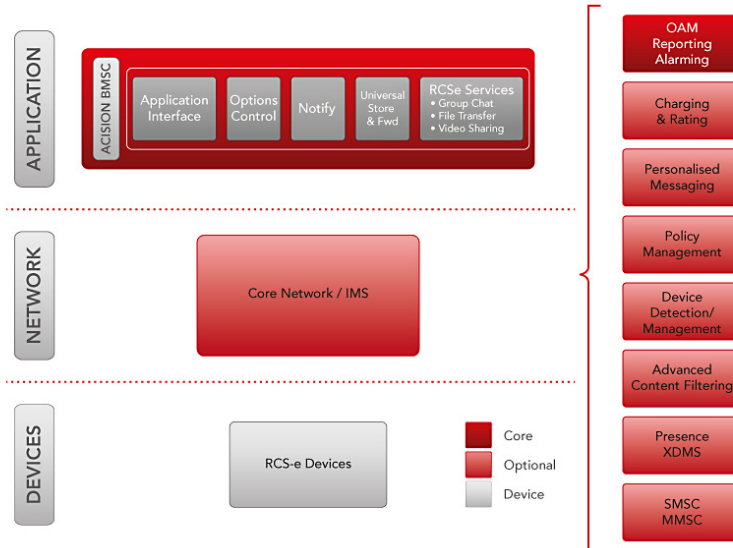 APPLICATION
ACISION BMSC
Application
Interface
Options
Control
Notify
Universal
Store
& Fwd
RCSe Services
• Group Chat
• File Transfer
• Video Sharing
NETWORK
Core Network / IMS
DEVICES
RCS-e Devices
Core
Optional
Device
OAM
Reporting
Alarming
Charging
& Rating
Personalised
Messaging
Policy
Management
Device
Detection/
Management
Advanced
Content Filtering
Presence
XDMS
SMSC
MMSC